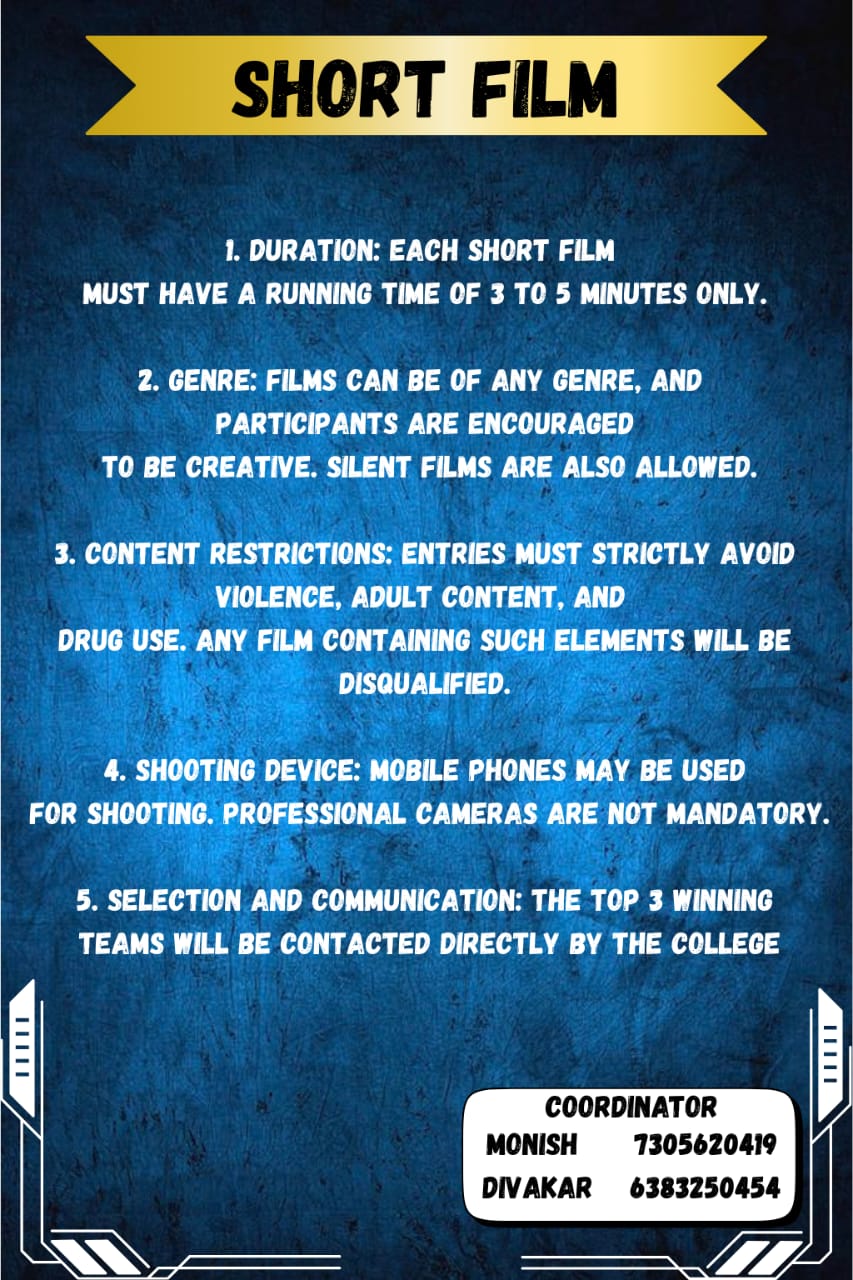 SHORT FILM
1. DURATION: EACH SHORT FILM
MUST HAVE A RUNNING TIME OF 3 TO 5 MINUTES ONLY.
2. GENRE: FILMS CAN BE OF ANY GENRE, AND
PARTICIPANTS ARE ENCOURAGED
TO BE CREATIVE. SILENT FILMS ARE ALSO ALLOWED.
3. CONTENT RESTRICTIONS: ENTRIES MUST STRICTLY AVOID
VIOLENCE, ADULT CONTENT, AND
DRUG USE. ANY FILM CONTAINING SUCH ELEMENTS WILL BE
DISQUALIFIED.
4. SHOOTING DEVICE: MOBILE PHONES MAY BE USED
FOR SHOOTING. PROFESSIONAL CAMERAS ARE NOT MANDATORY.
5. SELECTION AND COMMUNICATION: THE TOP 3 WINNING
TEAMS WILL BE CONTACTED DIRECTLY BY THE COLLEGE
COORDINATOR
MONISH 7305620419
DIVAKAR 6383250454